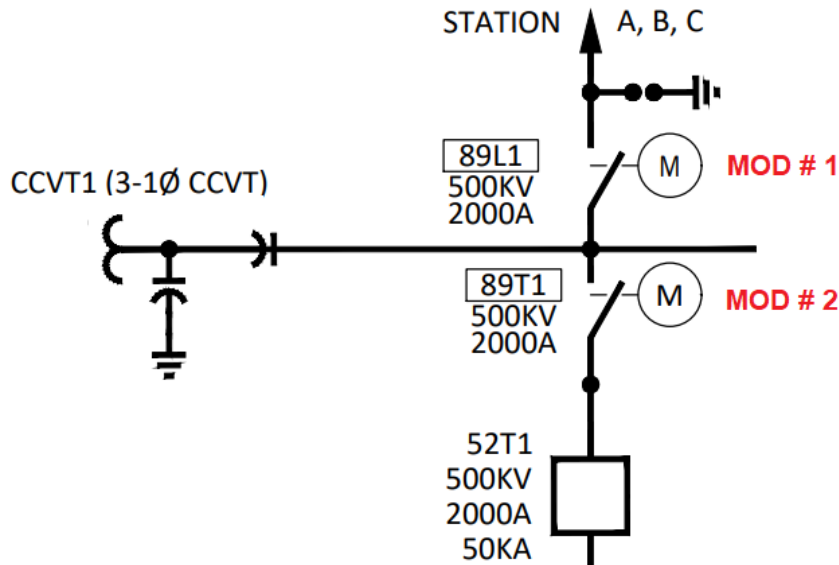 STATION A, B, C
89L1
M
MOD # 1
500KV
2000A
CCVT1 (3-1Ø CCVT)
89T1
M
MOD # 2
500KV
2000A
52T1
500KV
2000A
50KA